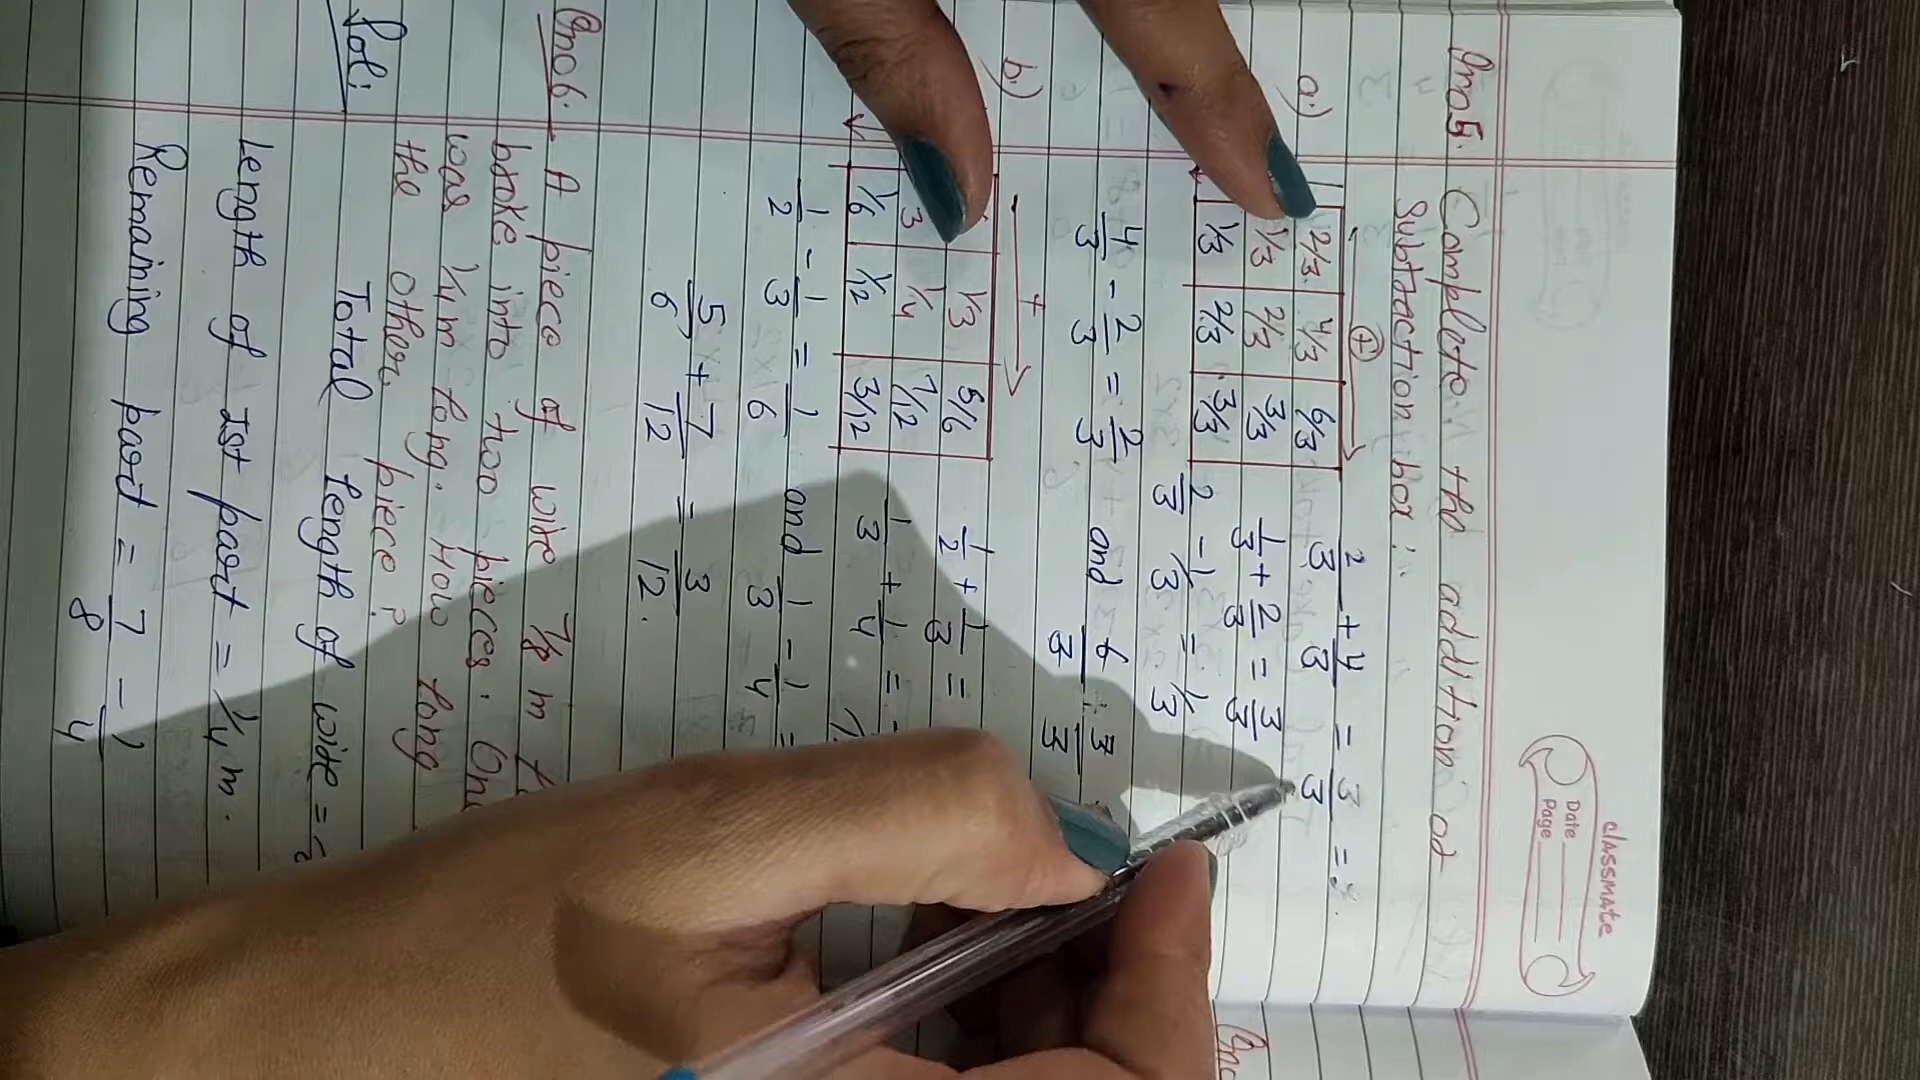 classmate
Date
Page
Qno5. Complete the addition or
Subtraction box:
a.) +
2/3 4/3 6/3
1/3 2/3 3/3
1/3 2/3 3/3
2/3 + 4/3 = 3/3 =
1/3 + 2/3 = 3/3
2/3 - 1/3 = 1/3
4/3 - 2/3 = 2/3 and 6/3 3/3
b.) +
1/3 5/6
3 1/4 7/12
1/6 1/12 3/12
1/2 + 1/3 =
1/3 + 1/4 =
1/2 - 1/3 = 1/6 and 1/3 - 1/4 =
5/6 + 7/12 = 3/12.
Qno6. A piece of wire 7/8 m
broke into two pieces. One
was 1/4 m long. How long
the other piece?
Sol: Total length of wire =
Length of Ist part = 1/4 m.
Remaining part = 7/8 - 1/4